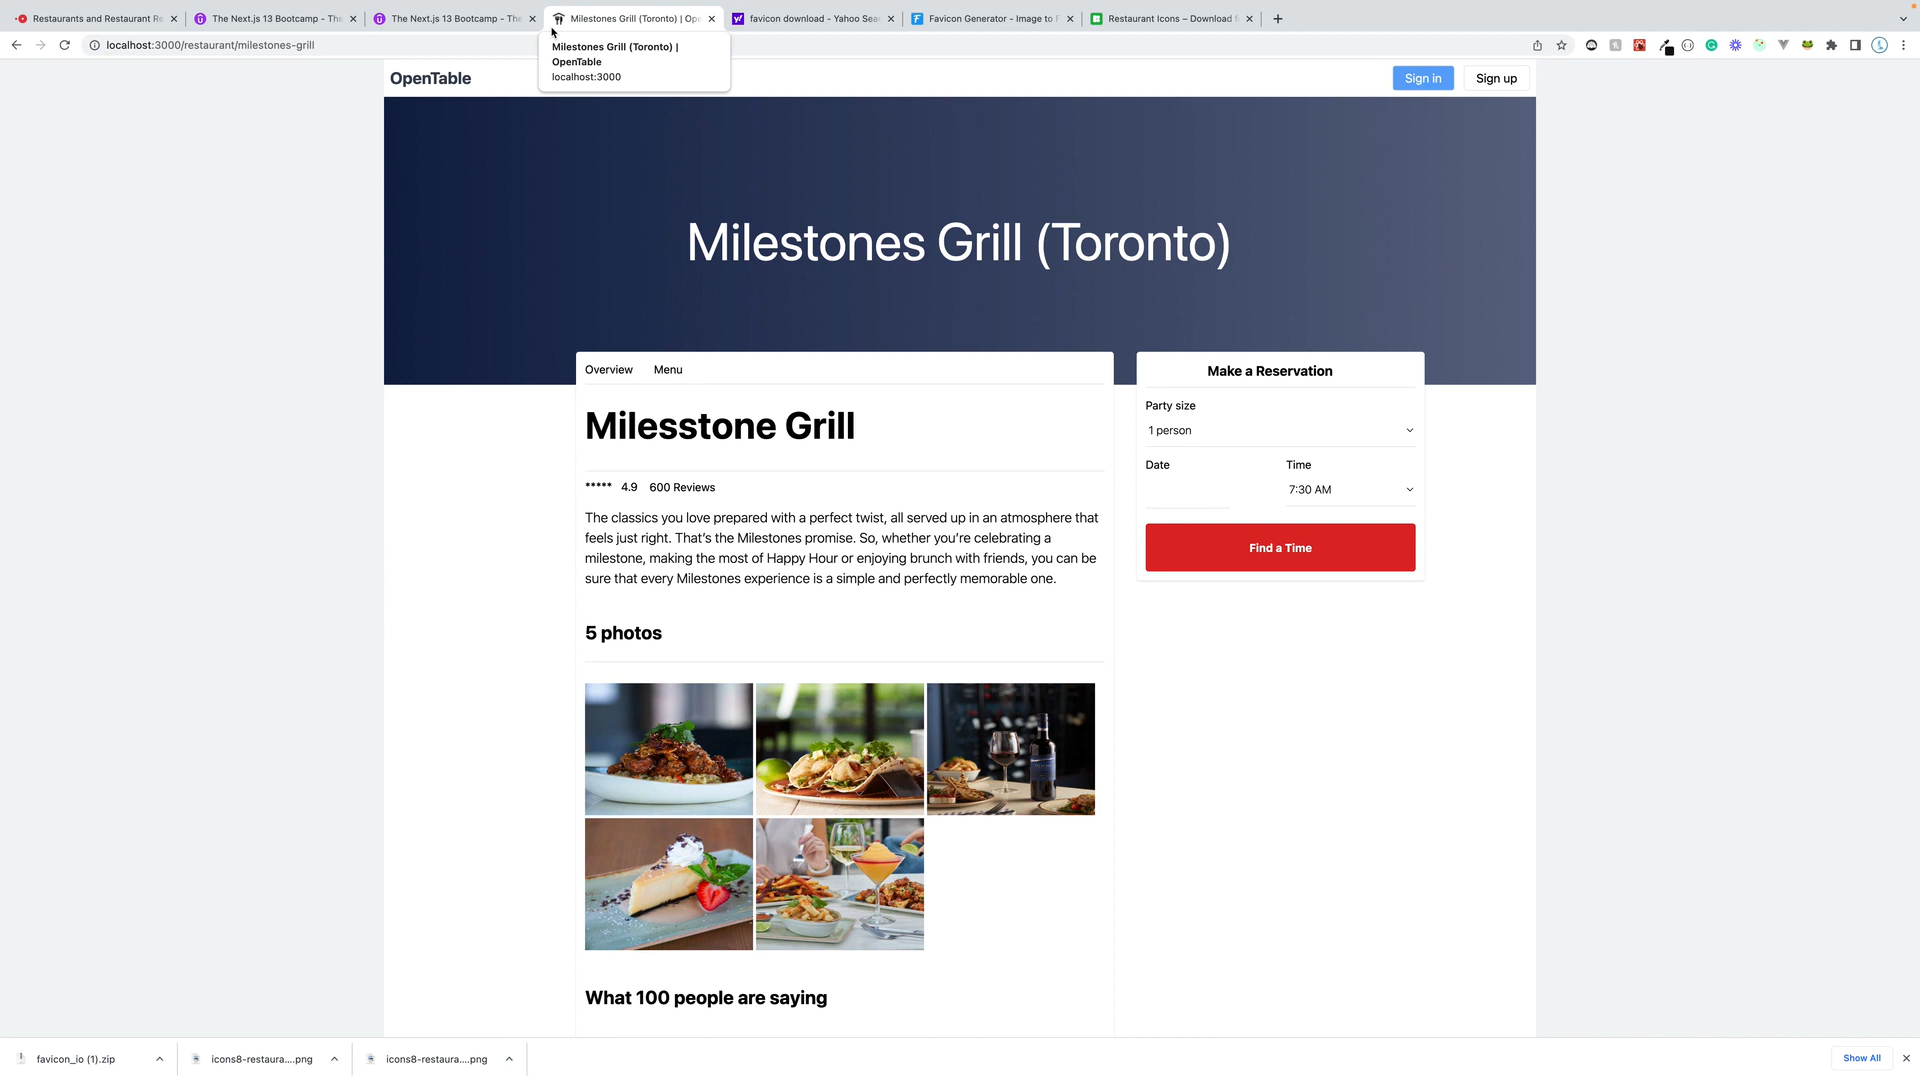 Restaurants and Restaurant Re
The Next.js 13 Bootcamp - The
The Next.js 13 Bootcamp - The
Milestones Grill (Toronto) | Ope
favicon download - Yahoo Sea
Favicon Generator - Image to F
Restaurant Icons – Download f
localhost:3000/restaurant/milestones-grill
Milestones Grill (Toronto) |
OpenTable
localhost:3000
OpenTable
Sign in
Sign up
Milestones Grill (Toronto)
Overview Menu
Milesstone Grill
***** 4.9 600 Reviews
The classics you love prepared with a perfect twist, all served up in an atmosphere that
feels just right. That’s the Milestones promise. So, whether you’re celebrating a
milestone, making the most of Happy Hour or enjoying brunch with friends, you can be
sure that every Milestones experience is a simple and perfectly memorable one.
5 photos
What 100 people are saying
Make a Reservation
Party size
1 person
Date Time
7:30 AM
Find a Time
favicon_io (1).zip
icons8-restaura....png
icons8-restaura....png
Show All